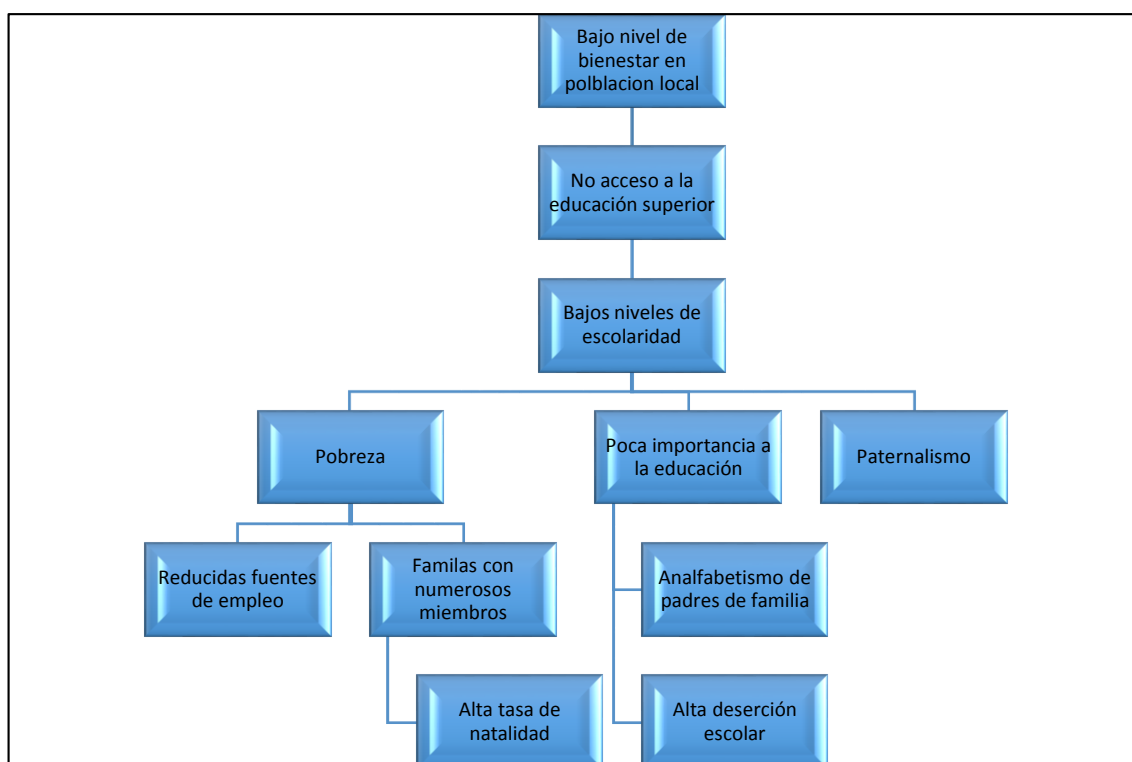 Bajo nivel de
bienestar en
polblacion local
No acceso a la
educación superior
Bajos niveles de
escolaridad
Pobreza
Poca importancia a
la educación
Paternalismo
Reducidas fuentes
de empleo
Familas con
numerosos
miembros
Analfabetismo de
padres de familia
Alta tasa de
natalidad
Alta deserción
escolar